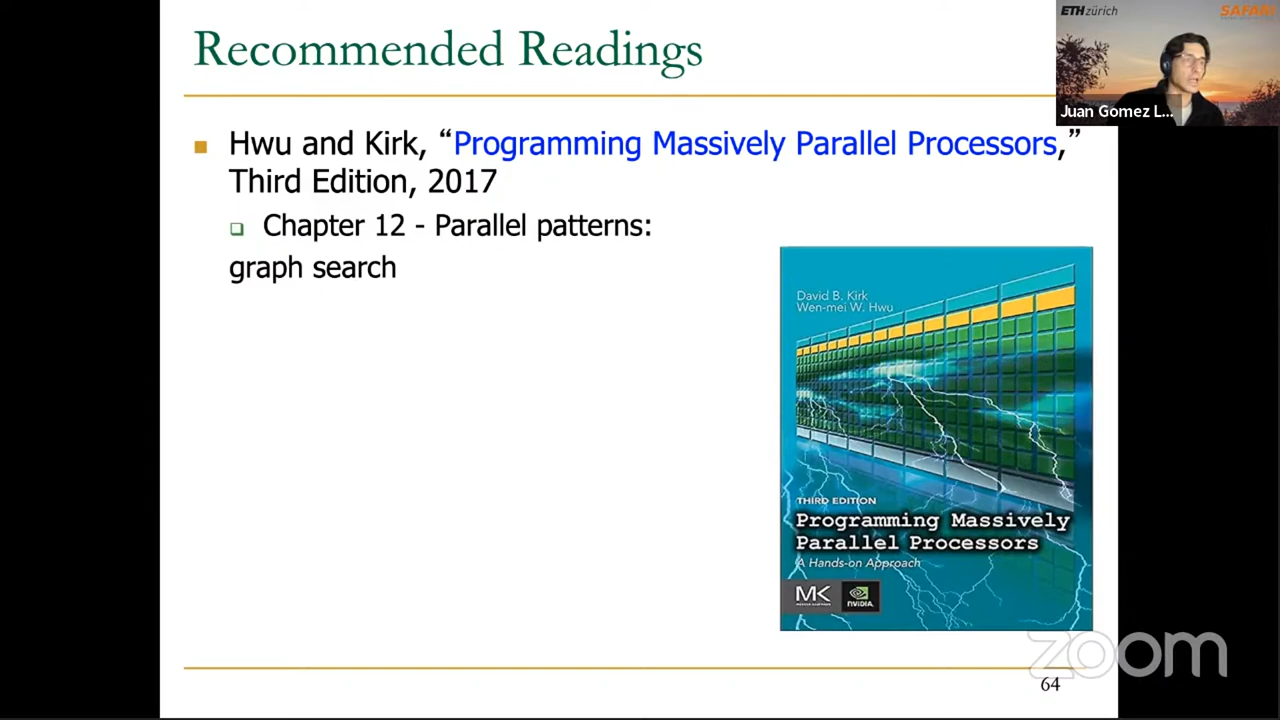 Recommended Readings
ETHzürich
SAFARI
Juan Gomez L...
Hwu and Kirk, “Programming Massively Parallel Processors,”
Third Edition, 2017
Chapter 12 - Parallel patterns:
graph search
David B. Kirk
Wen-mei W. Hwu
THIRD EDITION
Programming Massively
Parallel Processors
A Hands-on Approach
MK
NVIDIA
zoom
64